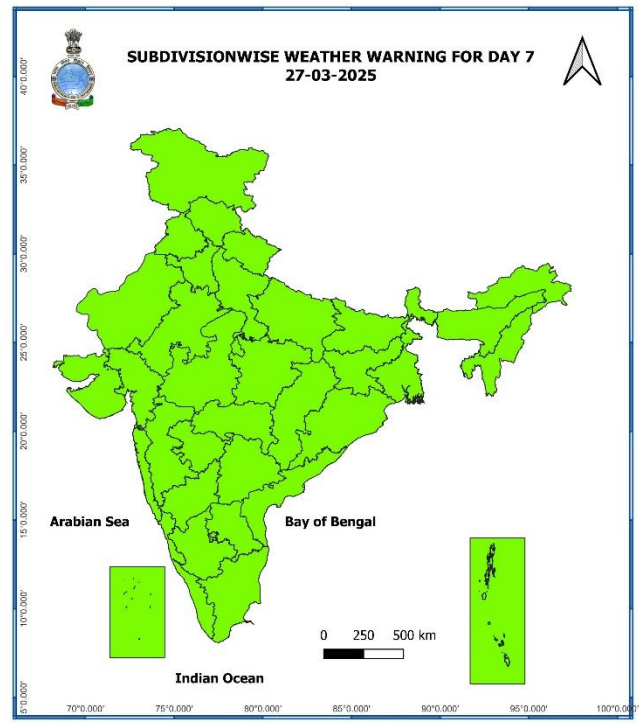 SUBDIVISIONWISE WEATHER WARNING FOR DAY 7
27-03-2025
40°0.000'
35°0.000'
30°0.000'
25°0.000'
20°0.000'
15°0.000'
10°0.000'
5°0.000'
Arabian Sea
Bay of Bengal
0 250 500 km
Indian Ocean
70°0.000' 75°0.000' 80°0.000' 85°0.000' 90°0.000' 95°0.000' 100°0.000'